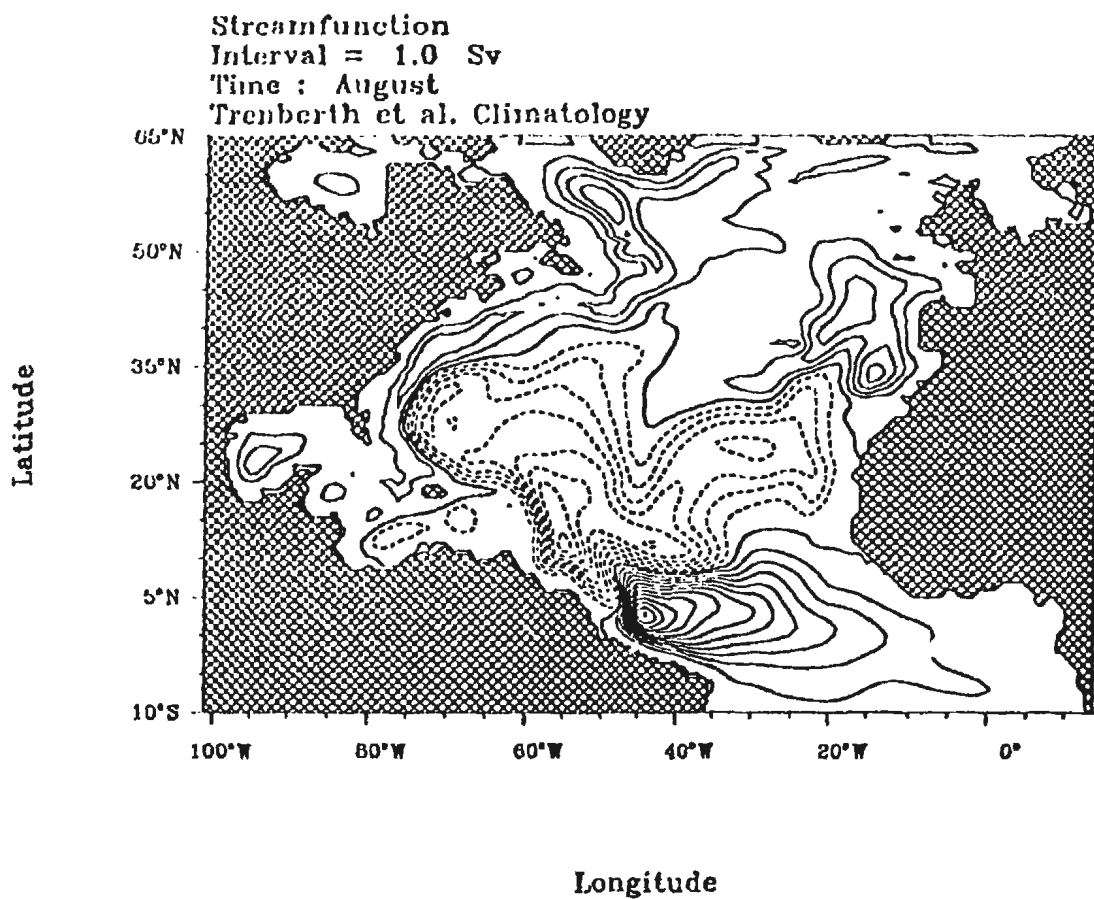 Streamfunction
Interval = 1.0 Sv
Time : August
Trenberth et al. Climatology
65°N
50°N
35°N
20°N
5°N
10°S
Latitude
100°W 80°W 60°W 40°W 20°W 0°
Longitude